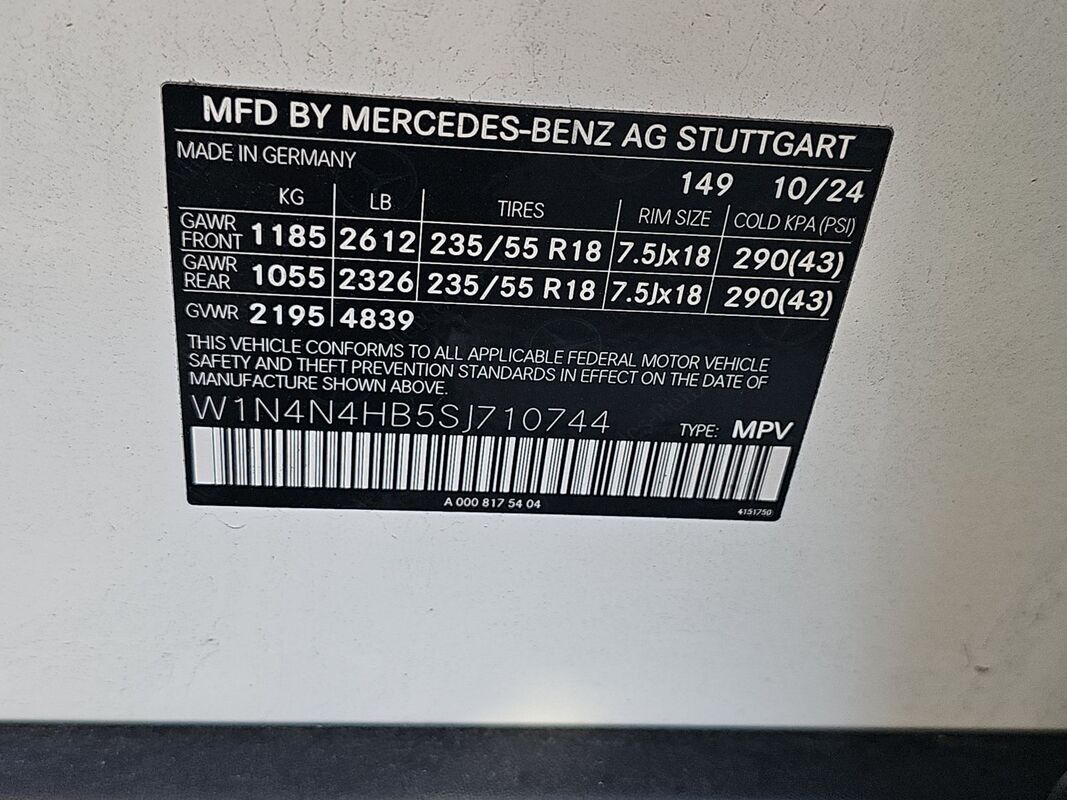 MFD BY MERCEDES-BENZ AG STUTTGART
MADE IN GERMANY
149 10/24
KG LB TIRES RIM SIZE COLD KPA (PSI)
GAWR FRONT 1185 2612 235/55 R18 7.5Jx18 290(43)
GAWR REAR 1055 2326 235/55 R18 7.5Jx18 290(43)
GVWR 2195 4839
THIS VEHICLE CONFORMS TO ALL APPLICABLE FEDERAL MOTOR VEHICLE
SAFETY AND THEFT PREVENTION STANDARDS IN EFFECT ON THE DATE OF
MANUFACTURE SHOWN ABOVE.
W1N4N4HB5SJ710744 TYPE: MPV
A 000 817 54 04
4151750